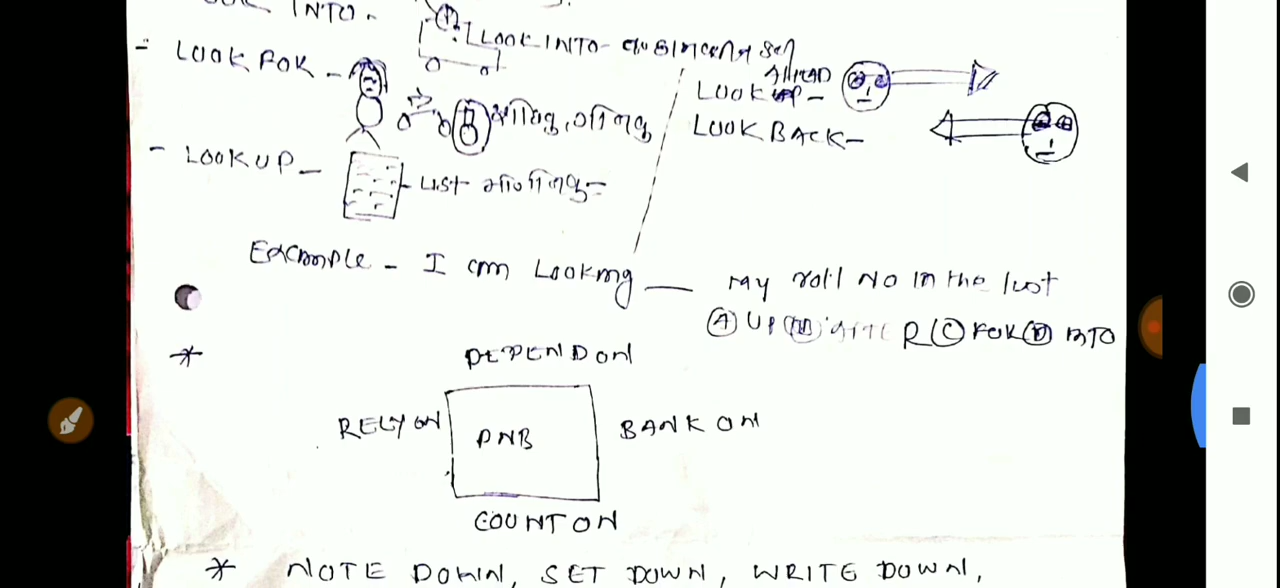 INTO.
LOOK INTO -
- LOOK FOR -
AHEAD
LOOK UP -
LOOK BACK -
- LOOK UP -
List
Example - I am Looking — my roll No in the list
(A) UP (B) AFTER (C) FOR (D) INTO
* DEPEND ON
RELY ON PNB BANK ON
COUNT ON
* NOTE DOWN, SET DOWN, WRITE DOWN,